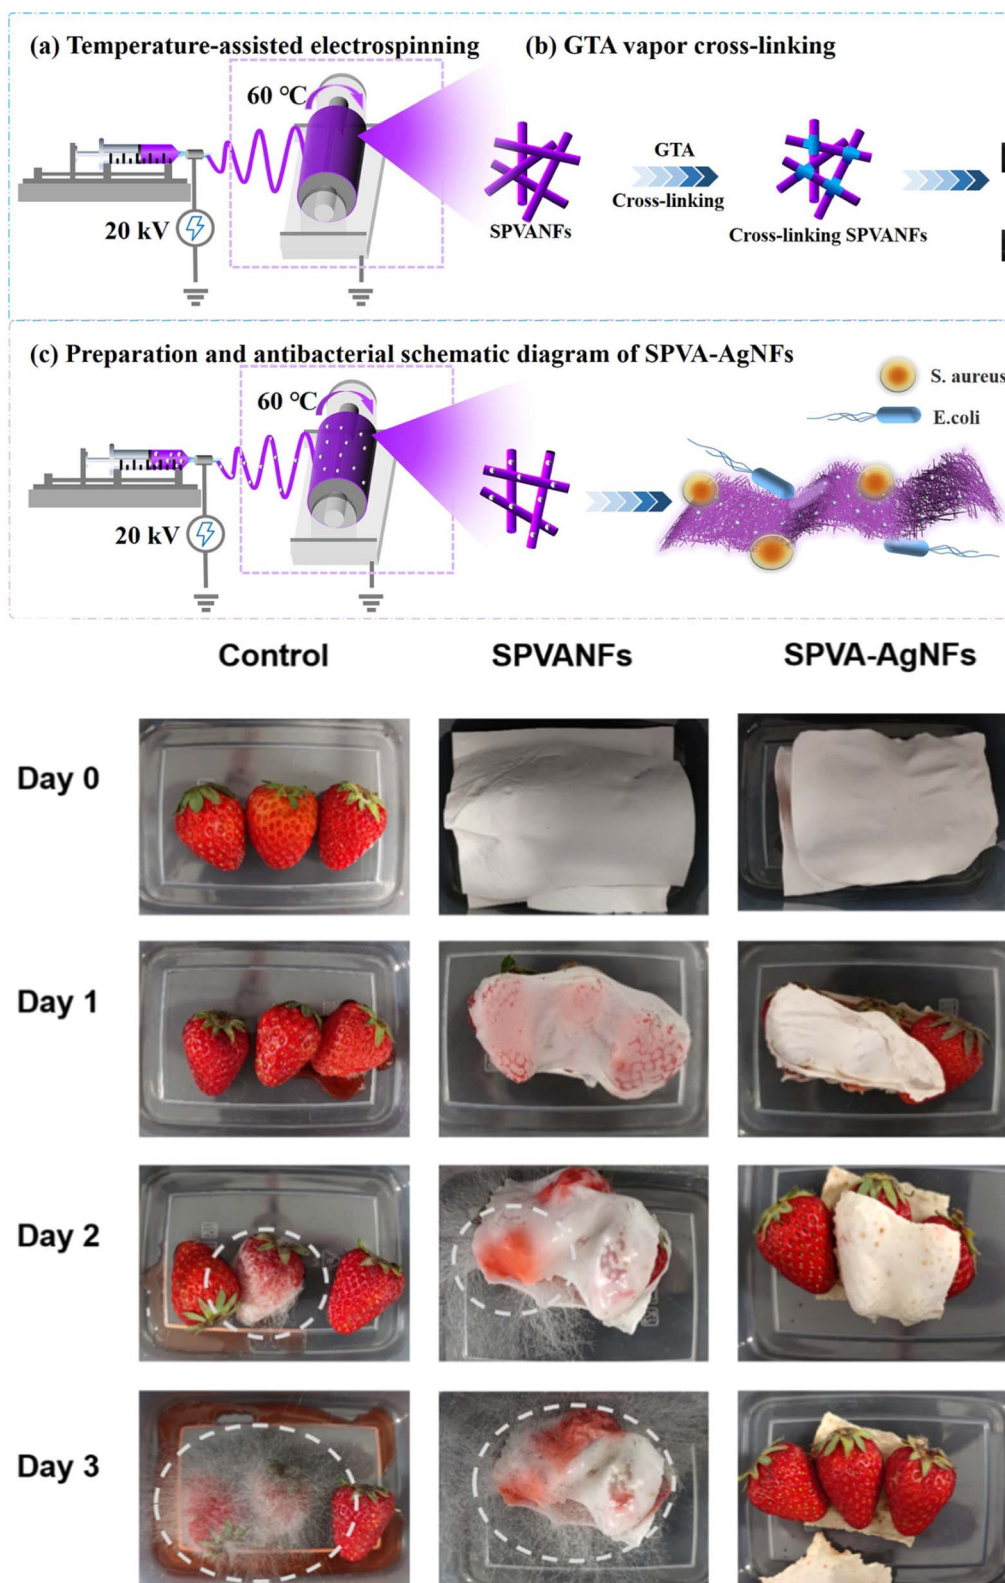 (a) Temperature-assisted electrospinning
(b) GTA vapor cross-linking
60 °C
20 kV
SPVANFs
GTA
Cross-linking
Cross-linking SPVANFs
(c) Preparation and antibacterial schematic diagram of SPVA-AgNFs
60 °C
20 kV
S. aureus
E.coli
Control SPVANFs SPVA-AgNFs
Day 0
Day 1
Day 2
Day 3